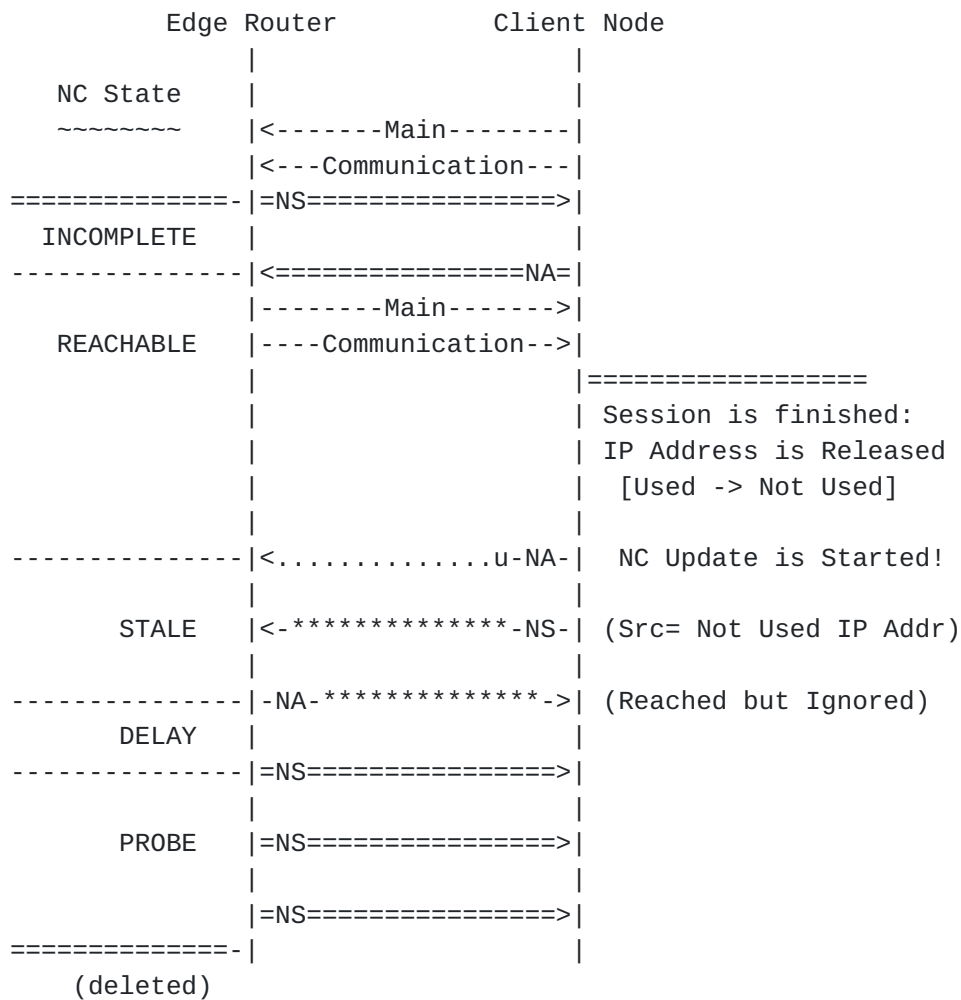 Edge Router          Client Node
               |                    |
   NC State    |                    |
   ~~~~~~~~    |<-------Main--------|
               |<---Communication---|
==============-|=NS================>|
  INCOMPLETE   |                    |
---------------|<================NA=|
               |--------Main------->|
   REACHABLE   |----Communication-->|
               |                    |==================
               |                    | Session is finished:
               |                    | IP Address is Released
               |                    |  [Used -> Not Used]
               |                    |
---------------|<..............u-NA-|  NC Update is Started!
               |                    |
       STALE   |<-**************-NS-| (Src= Not Used IP Addr)
               |                    |
---------------|-NA-**************->| (Reached but Ignored)
       DELAY   |                    |
---------------|=NS================>|
               |                    |
       PROBE   |=NS================>|
               |                    |
               |=NS================>|
==============-|                    |
    (deleted)